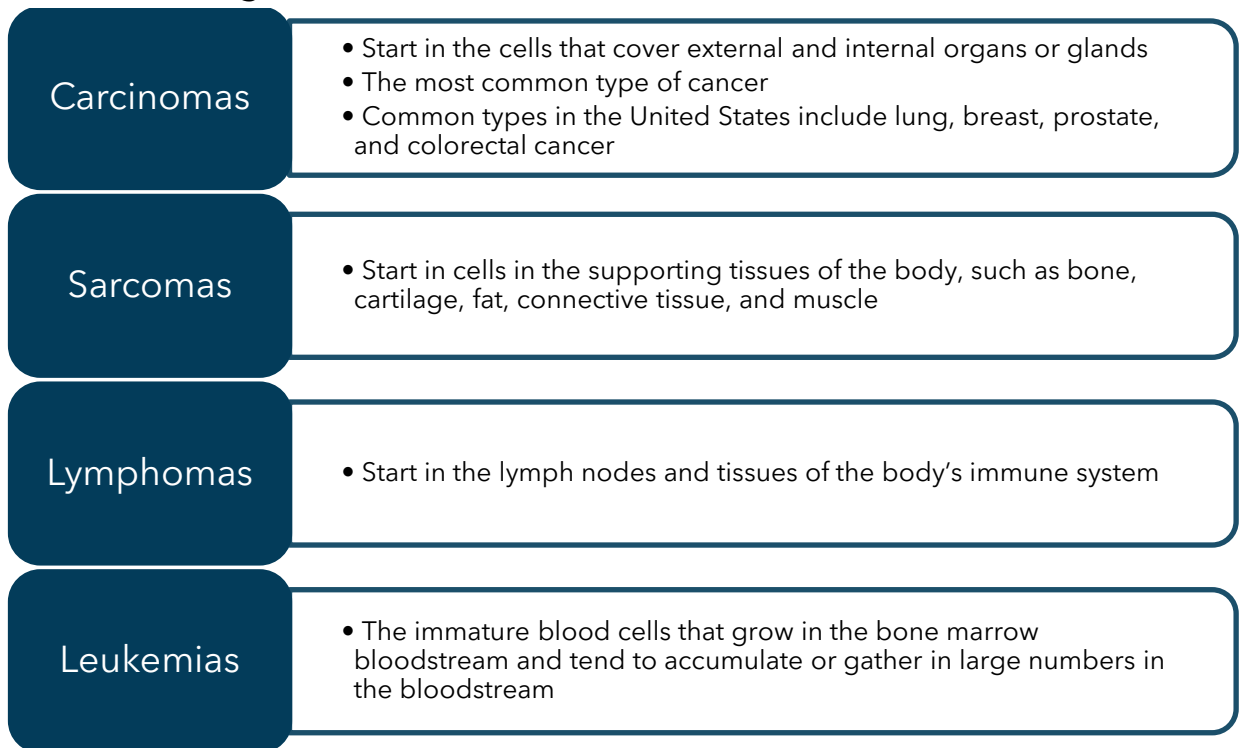 Carcinomas
• Start in the cells that cover external and internal organs or glands
• The most common type of cancer
• Common types in the United States include lung, breast, prostate,
and colorectal cancer
Sarcomas
• Start in cells in the supporting tissues of the body, such as bone,
cartilage, fat, connective tissue, and muscle
Lymphomas
• Start in the lymph nodes and tissues of the body’s immune system
Leukemias
• The immature blood cells that grow in the bone marrow
bloodstream and tend to accumulate or gather in large numbers in
the bloodstream